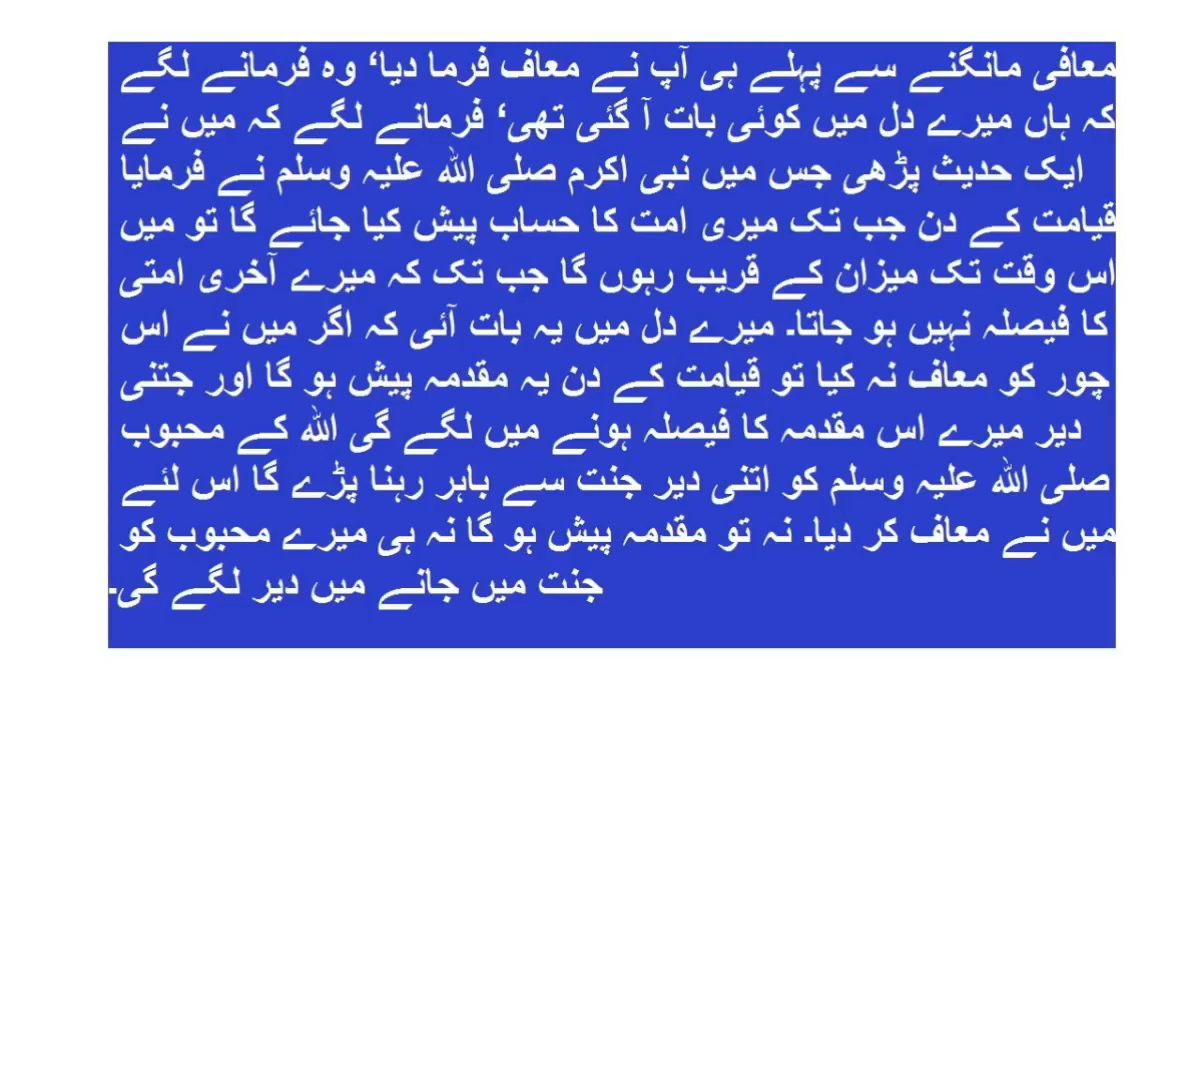 معافی مانگنے سے پہلے ہی آپ نے معاف فرما دیا‘ وہ فرمانے لگے
کہ ہاں میرے دل میں کوئی بات آ گئی تھی‘ فرمانے لگے کہ میں نے
ایک حدیث پڑھی جس میں نبی اکرم صلی اللہ علیہ وسلم نے فرمایا
قیامت کے دن جب تک میری امت کا حساب پیش کیا جائے گا تو میں
اس وقت تک میزان کے قریب رہوں گا جب تک کہ میرے آخری امتی
کا فیصلہ نہیں ہو جاتا۔ میرے دل میں یہ بات آئی کہ اگر میں نے اس
چور کو معاف نہ کیا تو قیامت کے دن یہ مقدمہ پیش ہو گا اور جتنی
دیر میرے اس مقدمہ کا فیصلہ ہونے میں لگے گی اللہ کے محبوب
صلی اللہ علیہ وسلم کو اتنی دیر جنت سے باہر رہنا پڑے گا اس لئے
میں نے معاف کر دیا۔ نہ تو مقدمہ پیش ہو گا نہ ہی میرے محبوب کو
جنت میں جانے میں دیر لگے گی۔